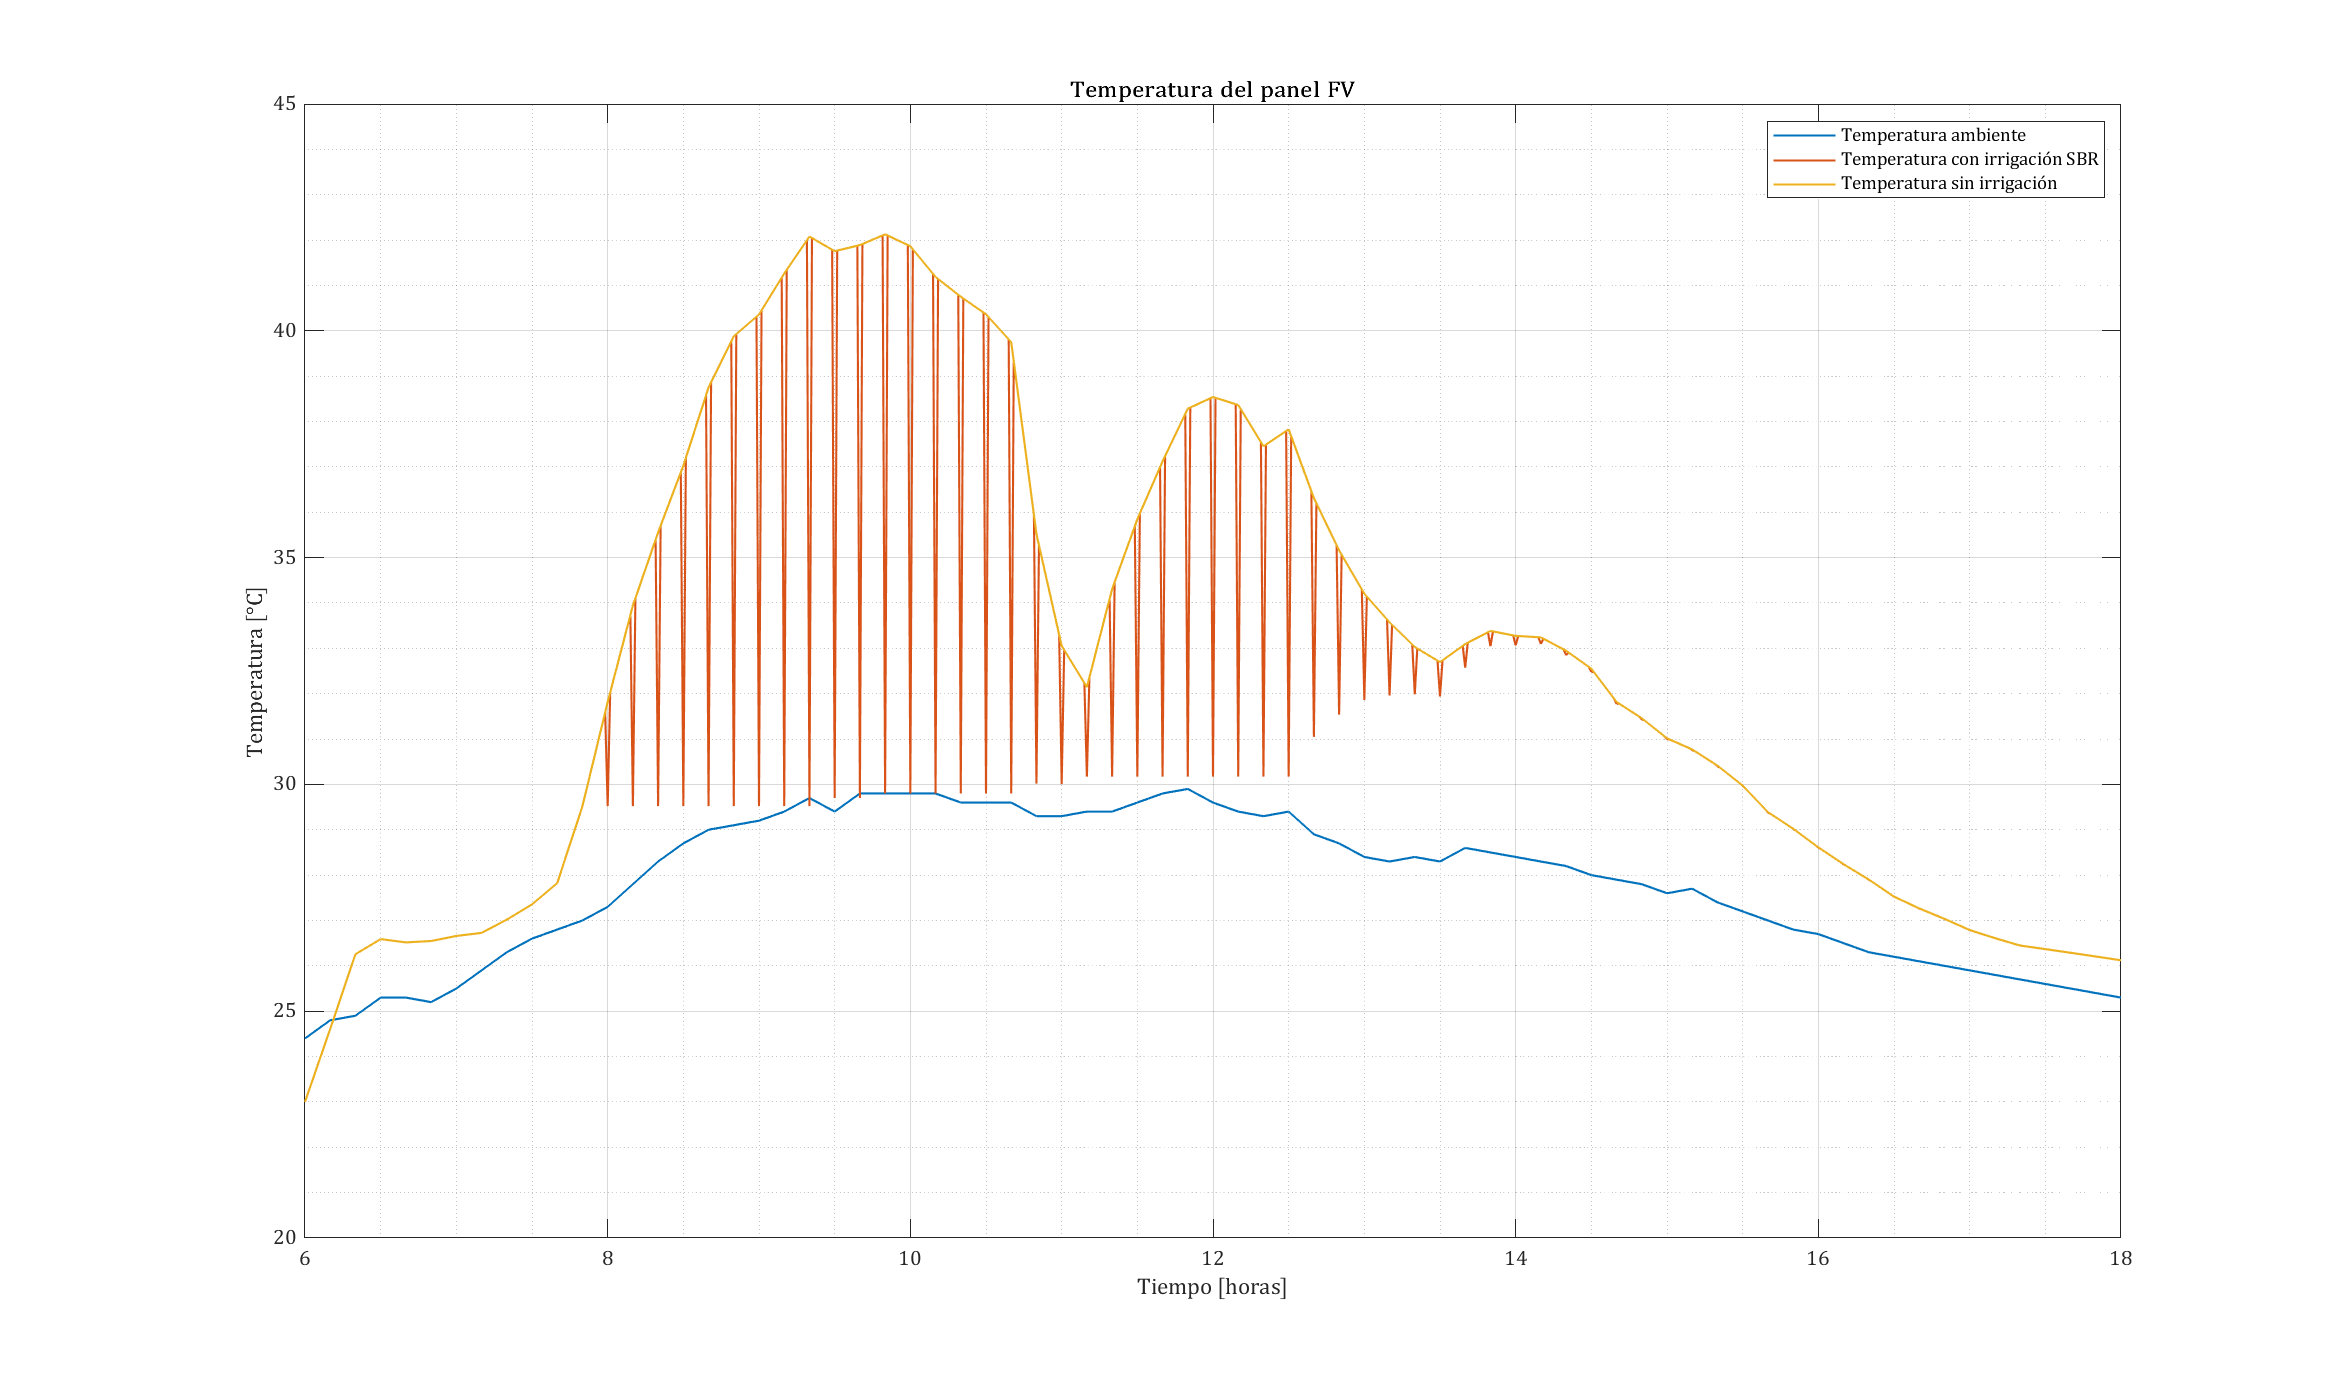 Temperatura del panel FV
45
Temperatura ambiente
Temperatura con irrigación SBR
Temperatura sin irrigación
40
35
Temperatura [°C]
30
25
20
6 8 10 12 14 16 18
Tiempo [horas]